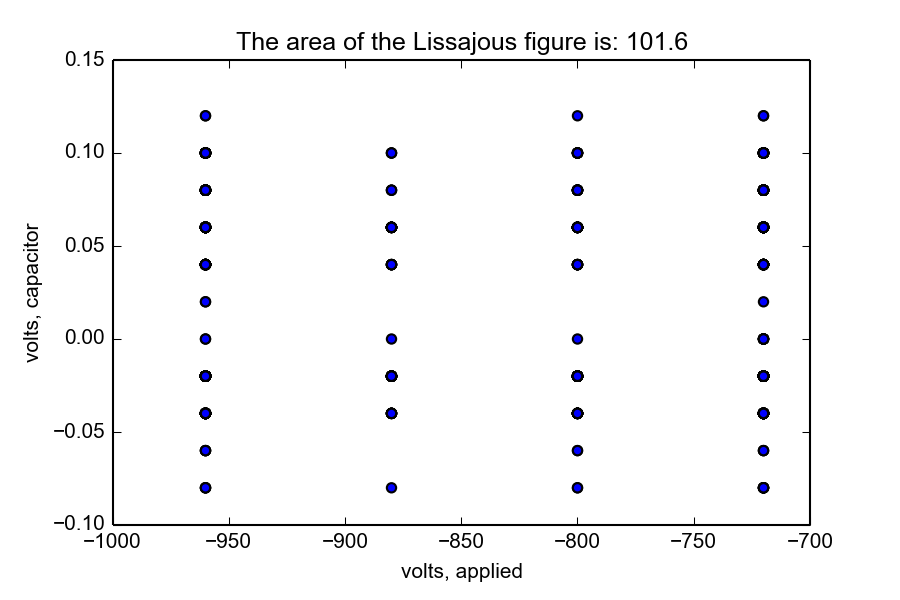 The area of the Lissajous figure is: 101.6
0.15
0.10
0.05
0.00
−0.05
−0.10
−1000 −950 −900 −850 −800 −750 −700
volts, capacitor
volts, applied